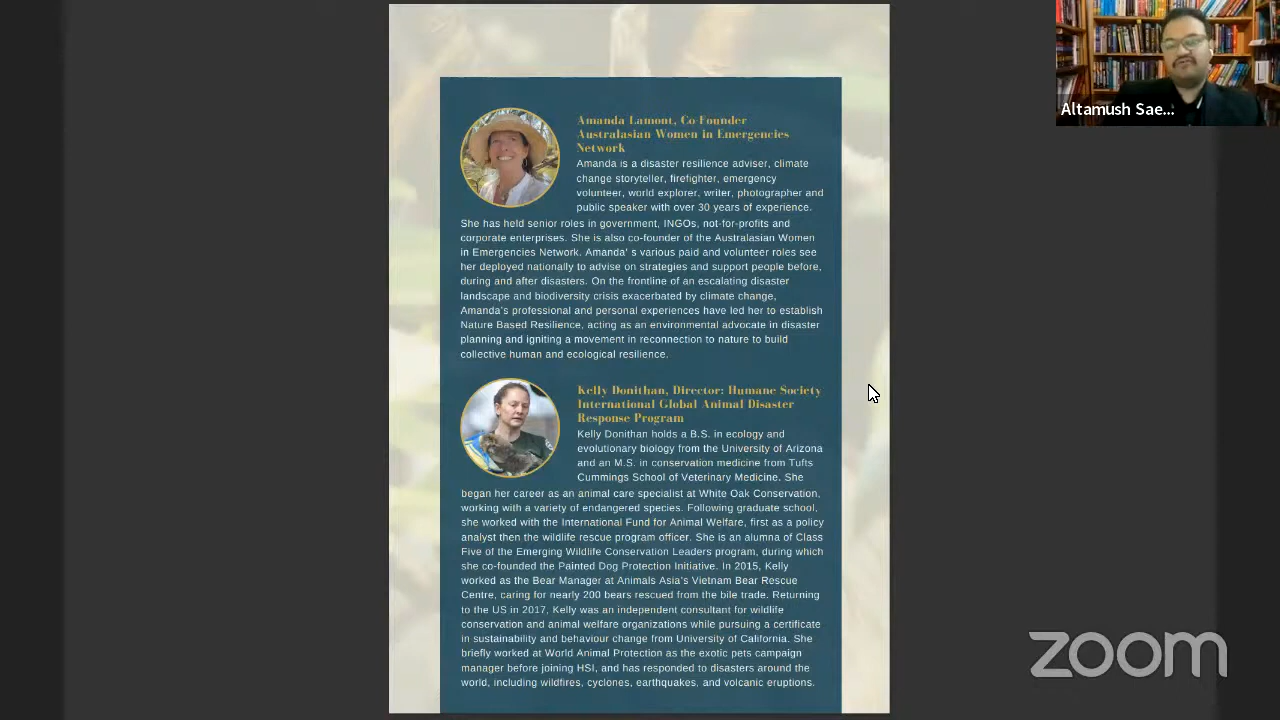 Amanda Lamont, Co-Founder
Australasian Women in Emergencies
Network
Amanda is a disaster resilience adviser, climate
change storyteller, firefighter, emergency
volunteer, world explorer, writer, photographer and
public speaker with over 30 years of experience.
She has held senior roles in government, INGOs, not-for-profits and
corporate enterprises. She is also co-founder of the Australasian Women
in Emergencies Network. Amanda' s various paid and volunteer roles see
her deployed nationally to advise on strategies and support people before,
during and after disasters. On the frontline of an escalating disaster
landscape and biodiversity crisis exacerbated by climate change,
Amanda's professional and personal experiences have led her to establish
Nature Based Resilience, acting as an environmental advocate in disaster
planning and igniting a movement in reconnection to nature to build
collective human and ecological resilience.
Kelly Donithan, Director: Humane Society
International Global Animal Disaster
Response Program
Kelly Donithan holds a B.S. in ecology and
evolutionary biology from the University of Arizona
and an M.S. in conservation medicine from Tufts
Cummings School of Veterinary Medicine. She
began her career as an animal care specialist at White Oak Conservation,
working with a variety of endangered species. Following graduate school,
she worked with the International Fund for Animal Welfare, first as a policy
analyst then the wildlife rescue program officer. She is an alumna of Class
Five of the Emerging Wildlife Conservation Leaders program, during which
she co-founded the Painted Dog Protection Initiative. In 2015, Kelly
worked as the Bear Manager at Animals Asia's Vietnam Bear Rescue
Centre, caring for nearly 200 bears rescued from the bile trade. Returning
to the US in 2017, Kelly was an independent consultant for wildlife
conservation and animal welfare organizations while pursuing a certificate
in sustainability and behaviour change from University of California. She
briefly worked at World Animal Protection as the exotic pets campaign
manager before joining HSI, and has responded to disasters around the
world, including wildfires, cyclones, earthquakes, and volcanic eruptions.
Altamush Sae...
zoom